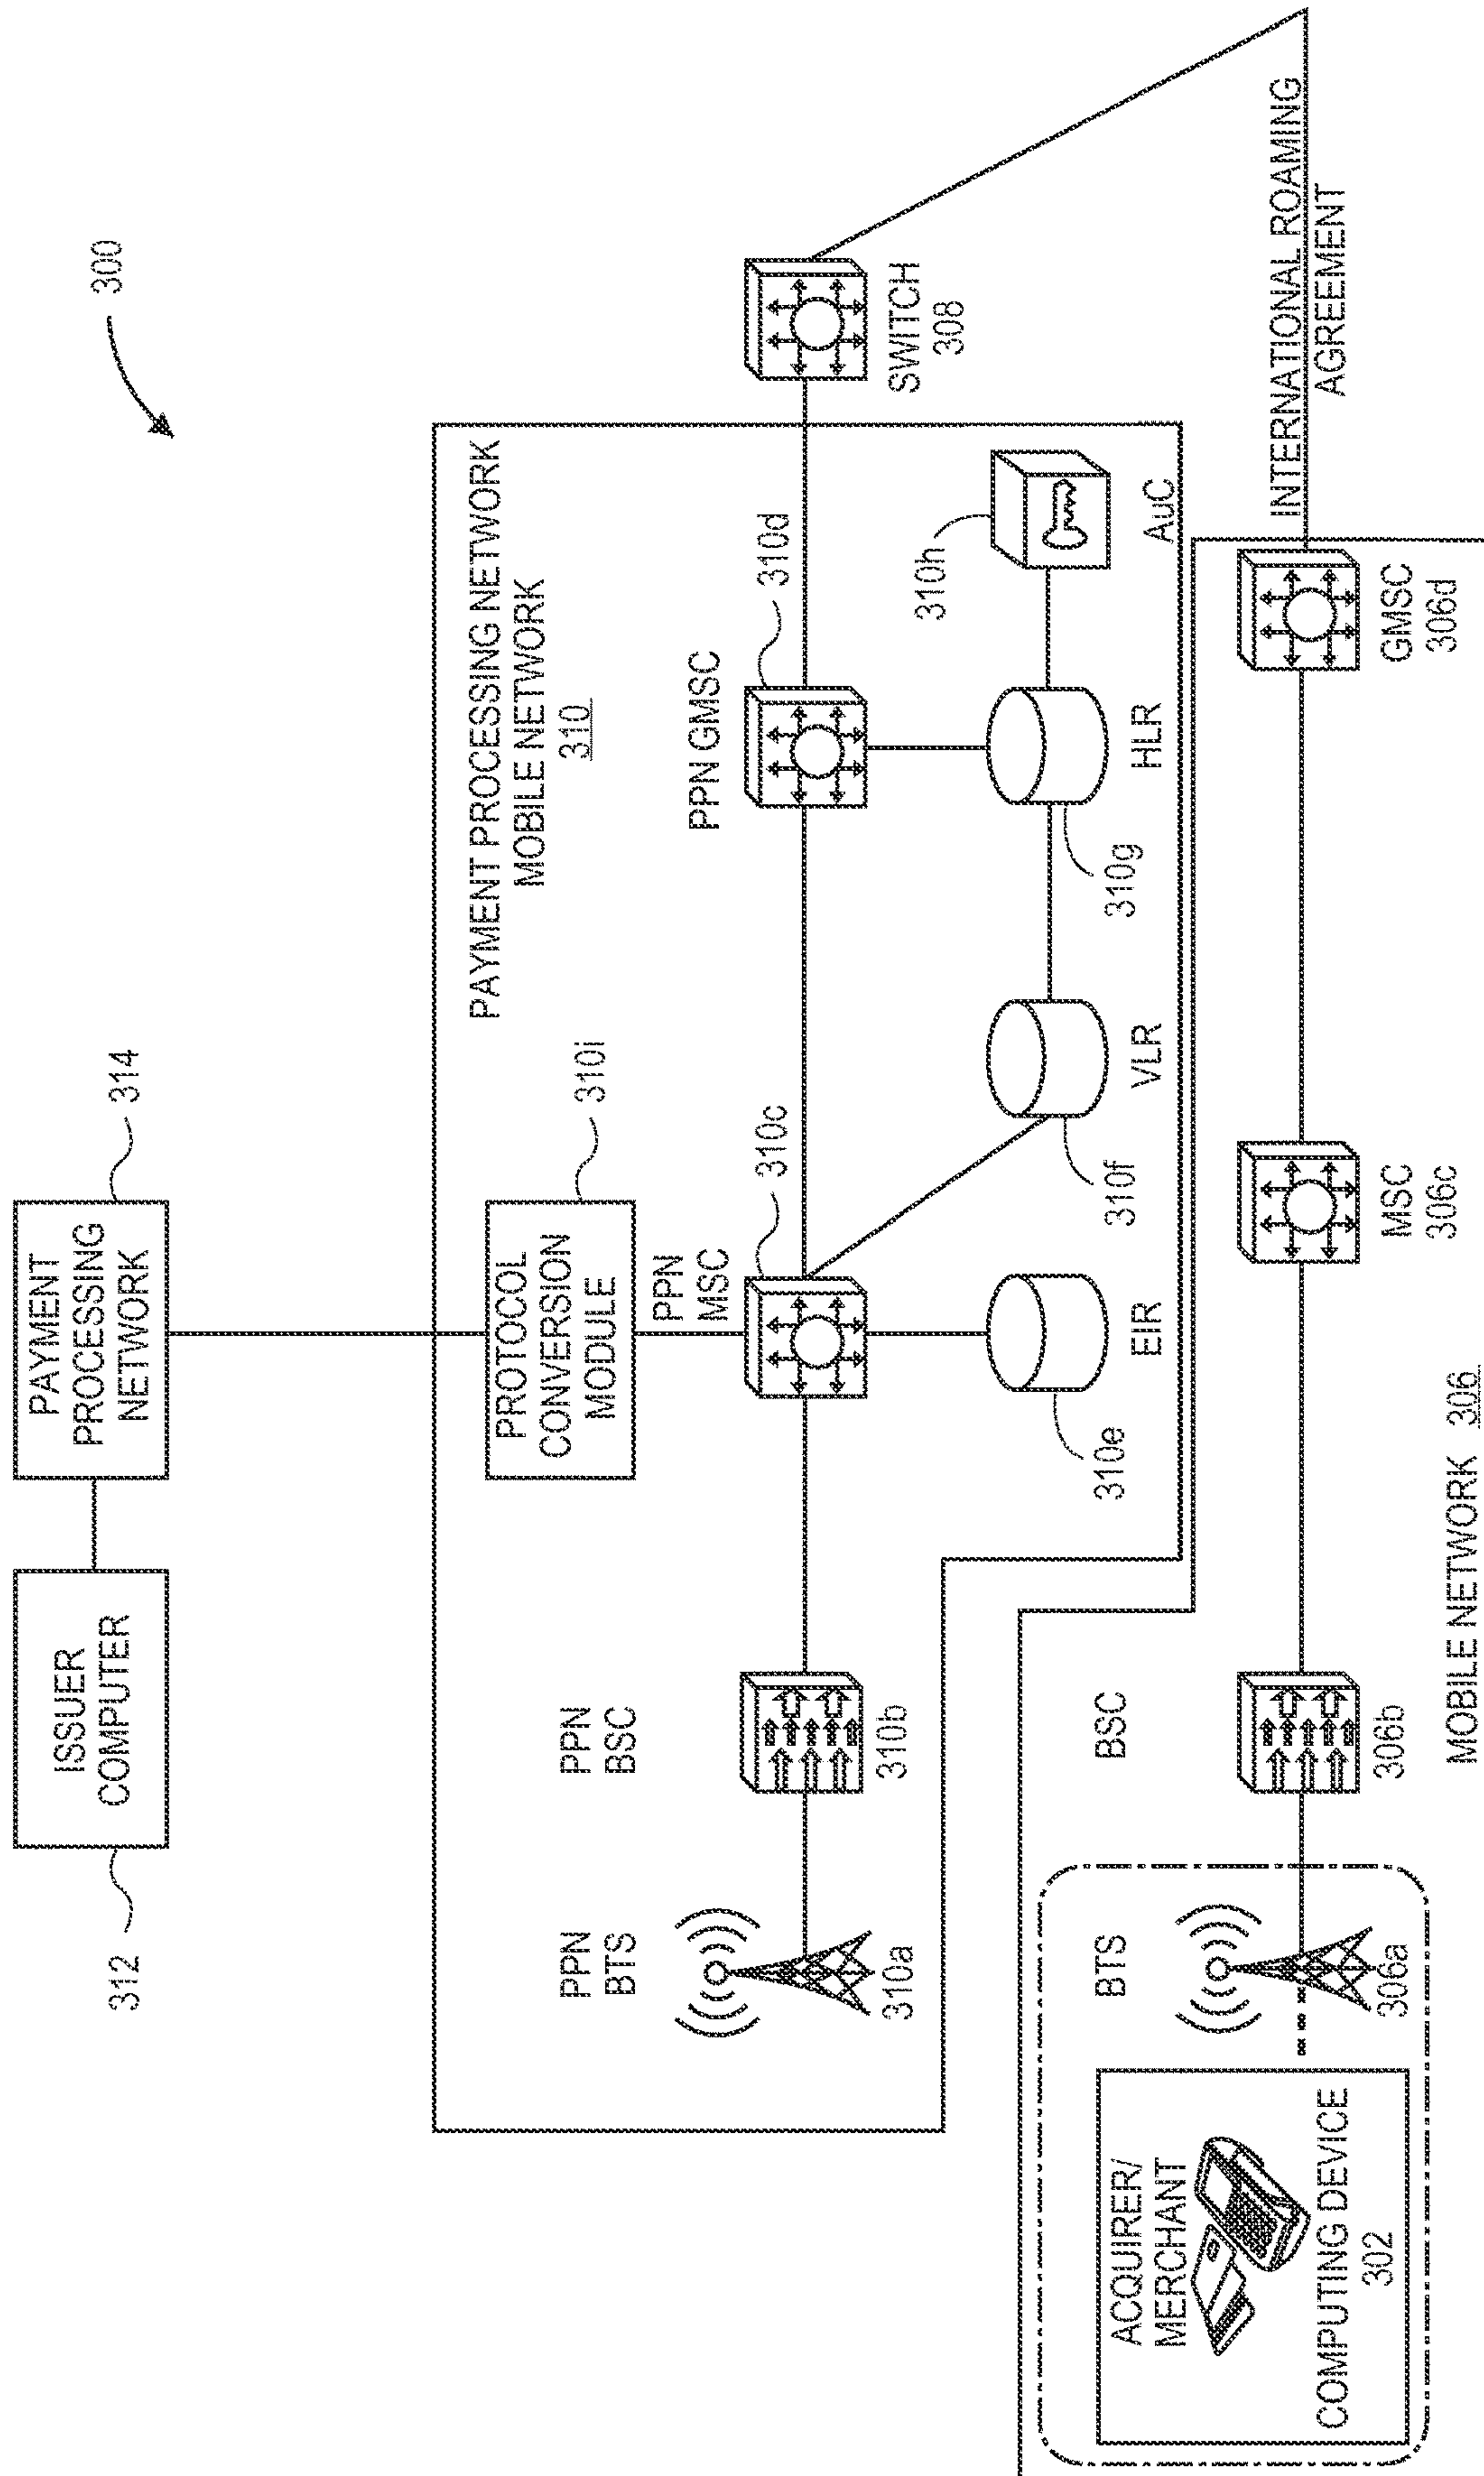 300
ISSUER
COMPUTER
312
PAYMENT
PROCESSING
NETWORK
314
PAYMENT PROCESSING NETWORK
MOBILE NETWORK
310
PROTOCOL
CONVERSION
MODULE
310i
PPN
BTS
310a
PPN
BSC
310b
PPN
MSC
310c
PPN GMSC
310d
SWITCH
308
EIR
310e
VLR
310f
HLR
310g
AuC
310h
INTERNATIONAL ROAMING
AGREEMENT
ACQUIRER/
MERCHANT
COMPUTING DEVICE
302
BTS
306a
BSC
306b
MSC
306c
GMSC
306d
MOBILE NETWORK 306